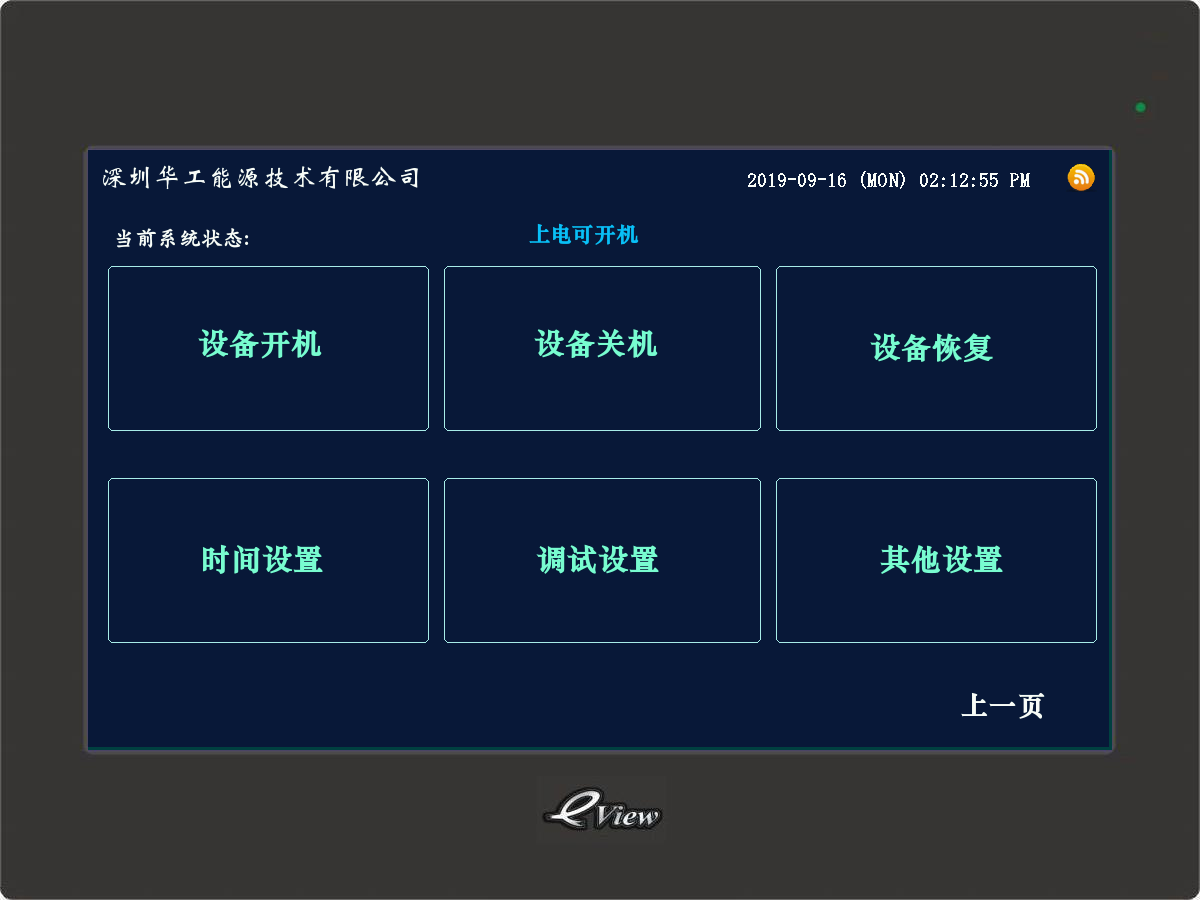 深圳华工能源技术有限公司
2019-09-16 (MON) 02:12:55 PM
当前系统状态:
上电可开机
设备开机
设备关机
设备恢复
时间设置
调试设置
其他设置
上一页
eView